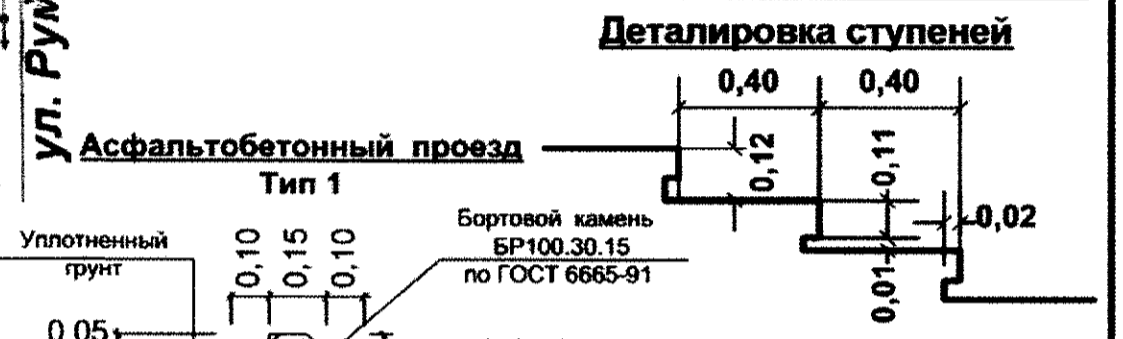 ул. Рум
Деталировка ступеней
0,40 0,40
0,12
0,11
0,02
0,01
Асфальтобетонный проезд
Тип 1
Уплотненный
грунт
0,10
0,15
0,10
Бортовой камень
БР100.30.15
по ГОСТ 6665-91
0,05